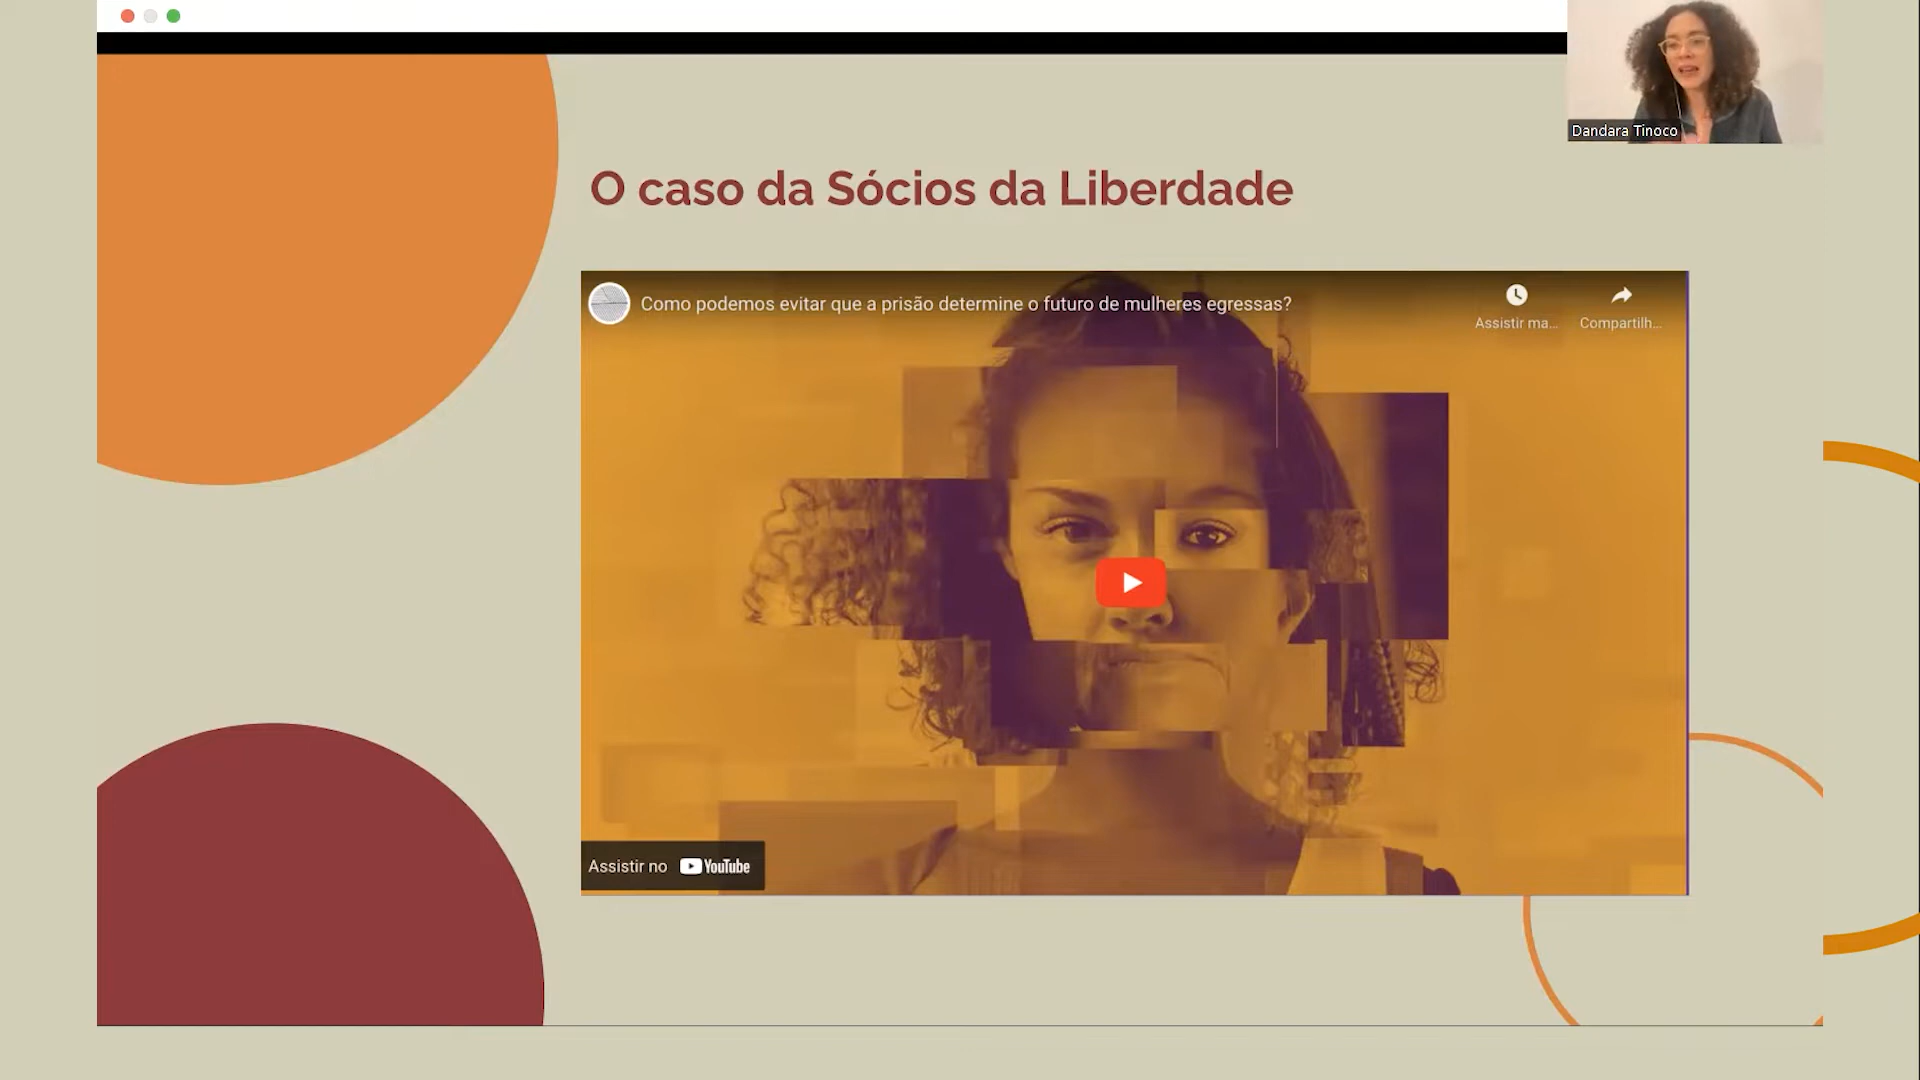 Dandara Tinoco
O caso da Sócios da Liberdade
Como podemos evitar que a prisão determine o futuro de mulheres egressas?
Assistir ma...
Compartilh...
Assistir no YouTube